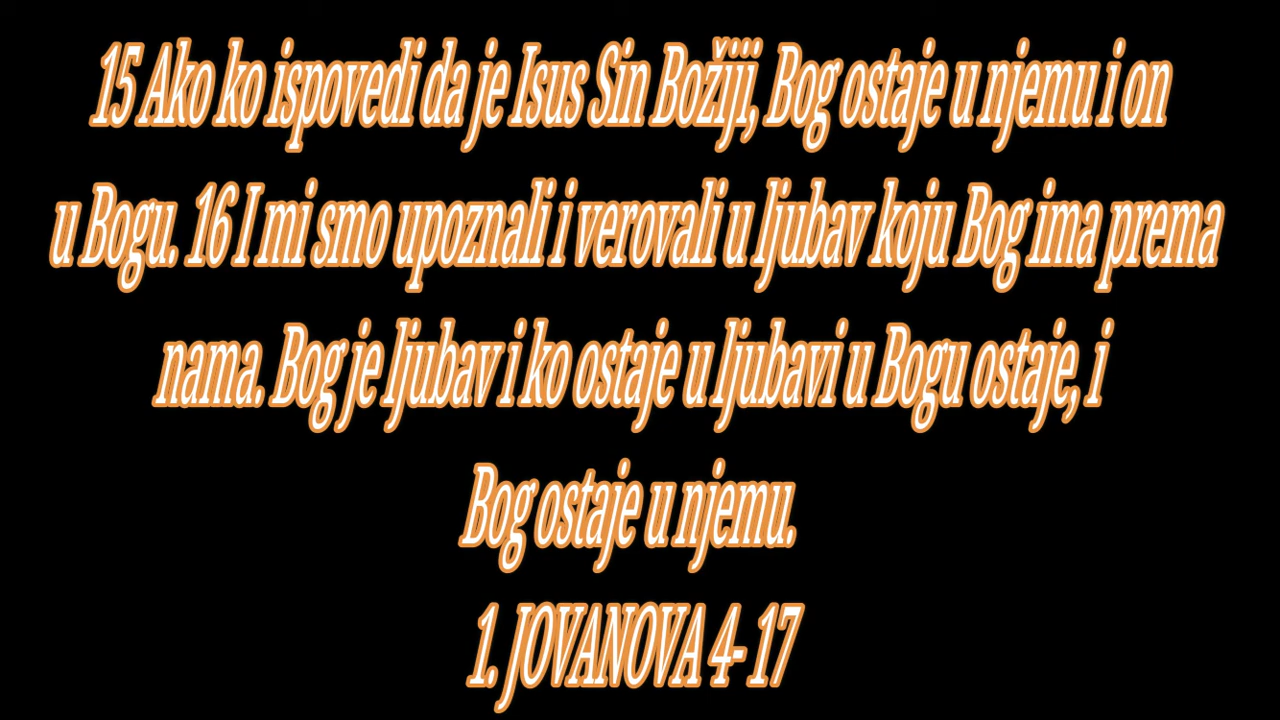 15 Ako ko ispovedi da je Isus Sin Božiji, Bog ostaje u njemu i on
u Bogu. 16 I mi smo upoznali i verovali u ljubav koju Bog ima prema
nama. Bog je ljubav i ko ostaje u ljubavi u Bogu ostaje, i
Bog ostaje u njemu.
1. JOVANOVA 4- 17